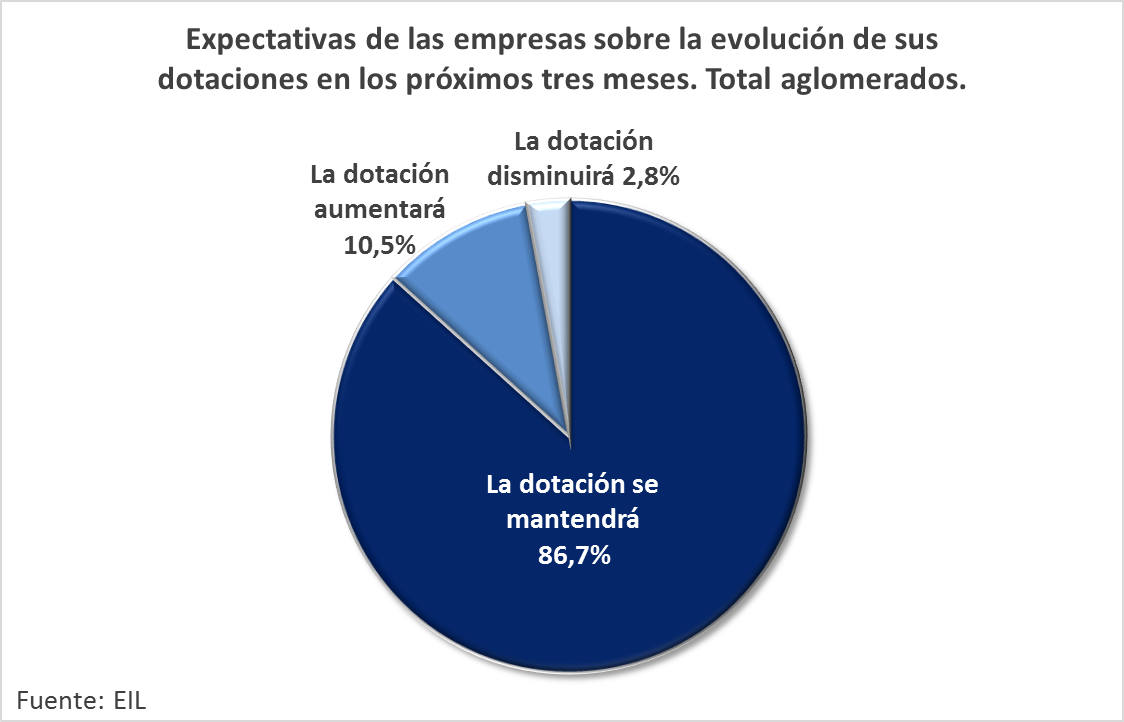 Expectativas de las empresas sobre la evolución de sus
dotaciones en los próximos tres meses. Total aglomerados.
La dotación
disminuirá 2,8%
La dotación
aumentará
10,5%
La dotación se
mantendrá
86,7%
Fuente: EIL